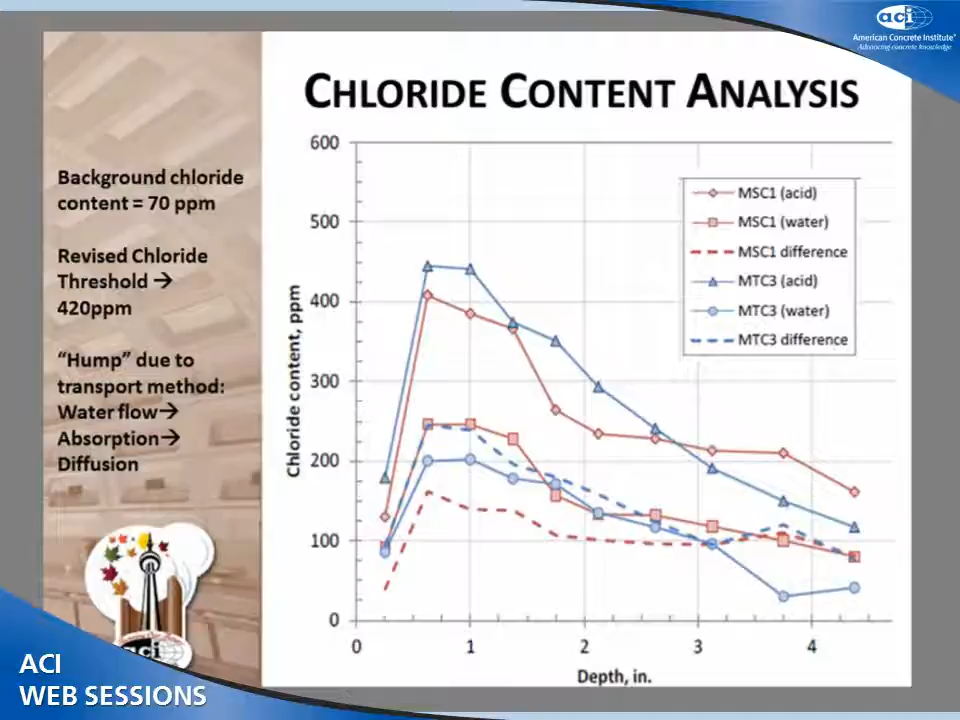 aci
American Concrete Institute®
Advancing concrete knowledge
CHLORIDE CONTENT ANALYSIS
Background chloride
content = 70 ppm
Revised Chloride
Threshold →
420ppm
“Hump” due to
transport method:
Water flow→
Absorption→
Diffusion
Chloride content, ppm
600
500
400
300
200
100
0
0 1 2 3 4
Depth, in.
MSC1 (acid)
MSC1 (water)
MSC1 difference
MTC3 (acid)
MTC3 (water)
MTC3 difference
aci
ACI
WEB SESSIONS